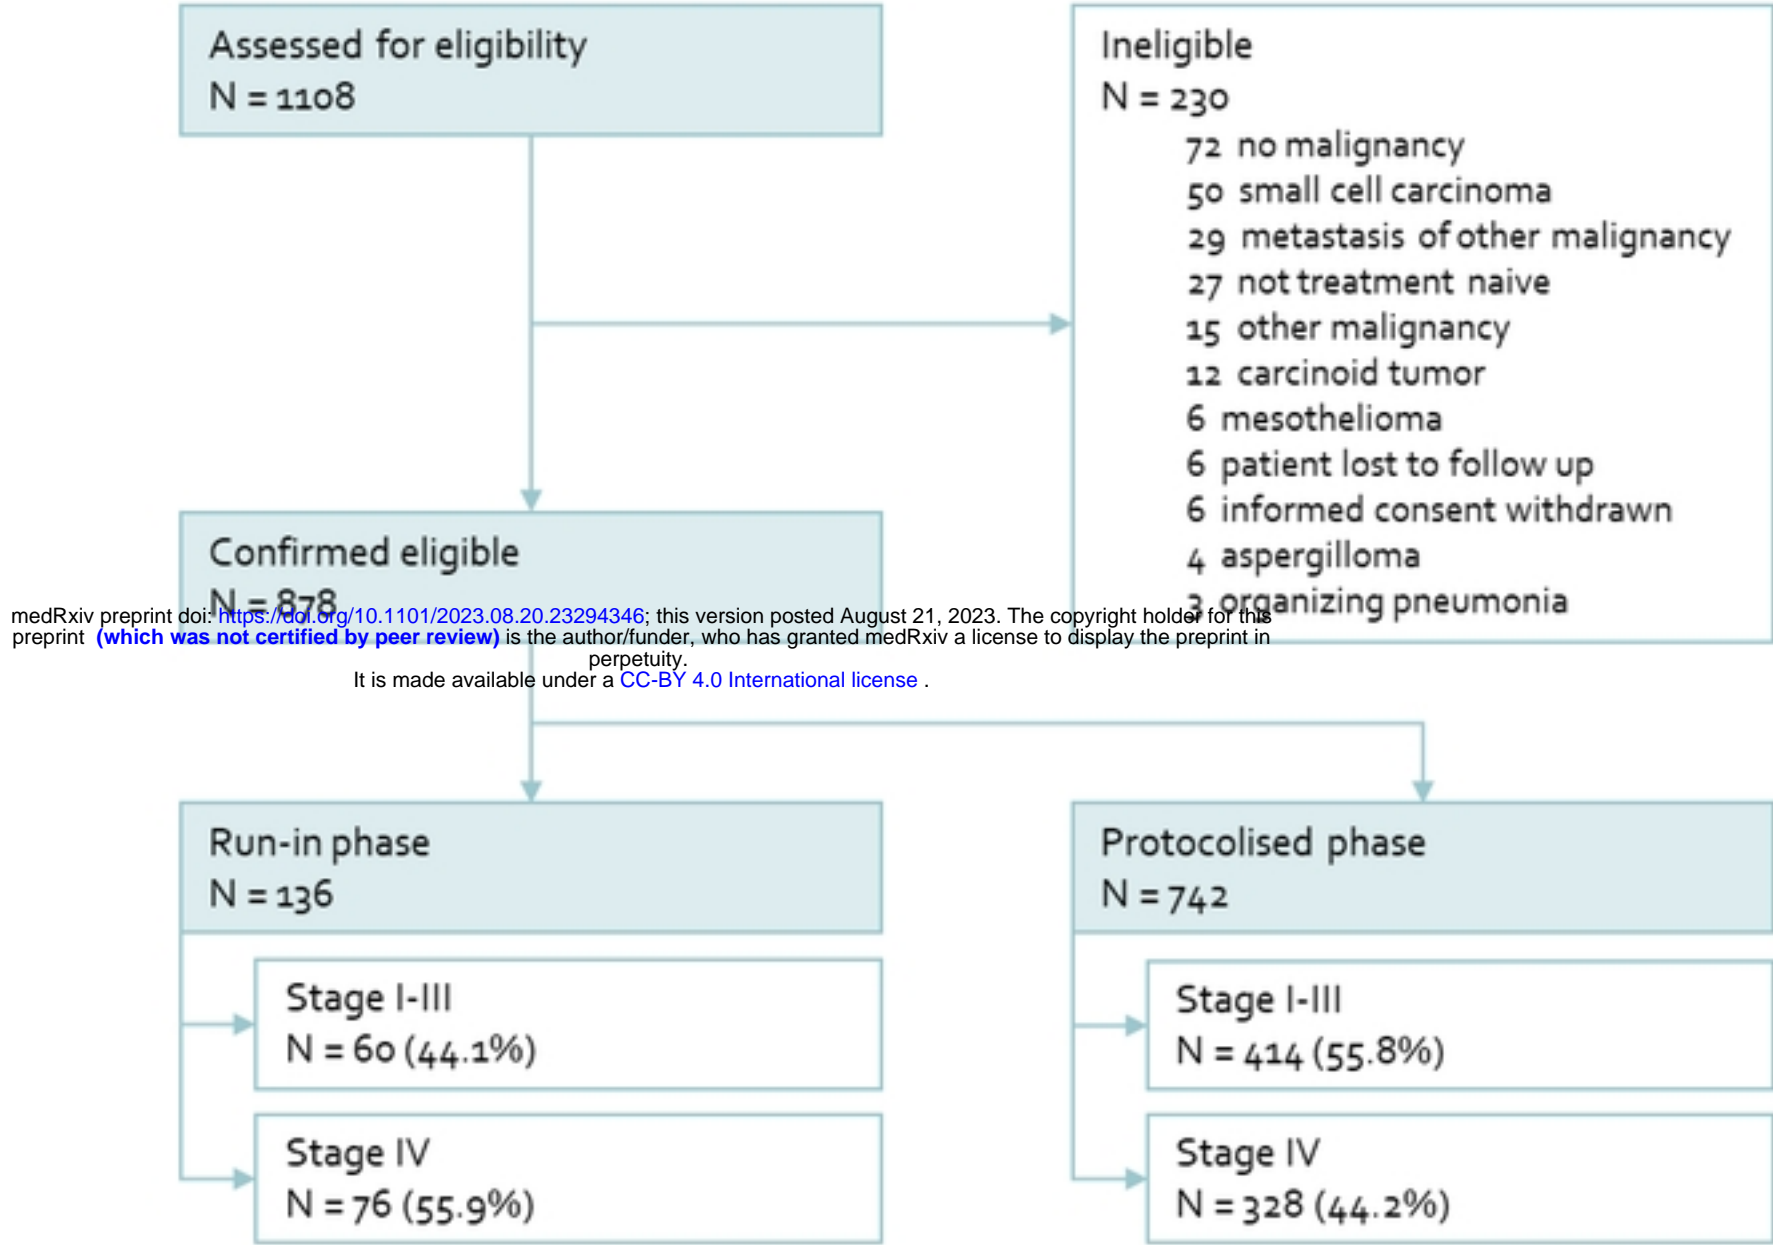 Assessed for eligibility
N = 1108
Ineligible
N = 230
72 no malignancy
50 small cell carcinoma
29 metastasis of other malignancy
27 not treatment naive
15 other malignancy
12 carcinoid tumor
6 mesothelioma
6 patient lost to follow up
6 informed consent withdrawn
4 aspergilloma
3 organizing pneumonia
Confirmed eligible
N = 878
medRxiv preprint doi: https://doi.org/10.1101/2023.08.20.23294346; this version posted August 21, 2023. The copyright holder for this
preprint (which was not certified by peer review) is the author/funder, who has granted medRxiv a license to display the preprint in
perpetuity.
It is made available under a CC-BY 4.0 International license .
Run-in phase
N = 136
Stage I-III
N = 60 (44.1%)
Stage IV
N = 76 (55.9%)
Protocolised phase
N = 742
Stage I-III
N = 414 (55.8%)
Stage IV
N = 328 (44.2%)